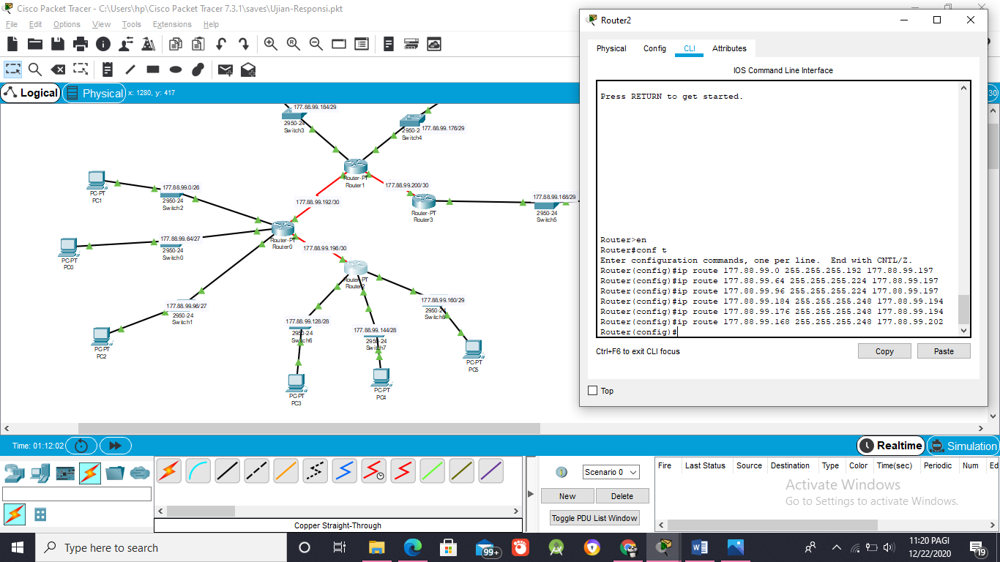 Cisco Packet Tracer - C:\Users\hp\Cisco Packet Tracer 7.3.1\saves\Ujian-Responsi.pkt
File Edit Options View Tools Extensions Help
Logical
Physical x: 1280, y: 417
177.88.99.184/29
2950-24
Switch3
2950-2
177.88.99.176/29
Switch4
Router-PT
Router1
177.88.99.200/30
Router-PT
Router3
177.88.99.168/29
2950-24
Switch5
PC-PT
PC1
177.88.99.0/26
2950-24
Switch2
177.88.99.192/30
Router-PT
Router0
PC-PT
PC0
177.88.99.64/27
2950-24
Switch0
177.88.99.196/30
Router-PT
Router2
177.88.99.96/27
2950-24
Switch1
PC-PT
PC2
177.88.99.128/28
2950-24
Switch6
177.88.99.144/28
2950-24
Switch7
177.88.99.160/29
2950-24
PC-PT
PC3
PC-PT
PC4
PC-PT
PC5
Router2
Physical Config CLI Attributes
IOS Command Line Interface
Press RETURN to get started.
Router>en
Router#conf t
Enter configuration commands, one per line.  End with CNTL/Z.
Router(config)#ip route 177.88.99.0 255.255.255.192 177.88.99.197
Router(config)#ip route 177.88.99.64 255.255.255.224 177.88.99.197
Router(config)#ip route 177.88.99.96 255.255.255.224 177.88.99.197
Router(config)#ip route 177.88.99.184 255.255.255.248 177.88.99.194
Router(config)#ip route 177.88.99.176 255.255.255.248 177.88.99.194
Router(config)#ip route 177.88.99.168 255.255.255.248 177.88.99.202
Router(config)#
Ctrl+F6 to exit CLI focus
Copy
Paste
Top
30
Time: 01:12:02
Realtime
Simulation
Copper Straight-Through
Scenario 0
New
Delete
Toggle PDU List Window
Fire Last Status Source Destination Type Color Time(sec) Periodic Num Ed
Activate Windows
Go to Settings to activate Windows.
Type here to search
99+
11:20 PAGI
12/22/2020
19